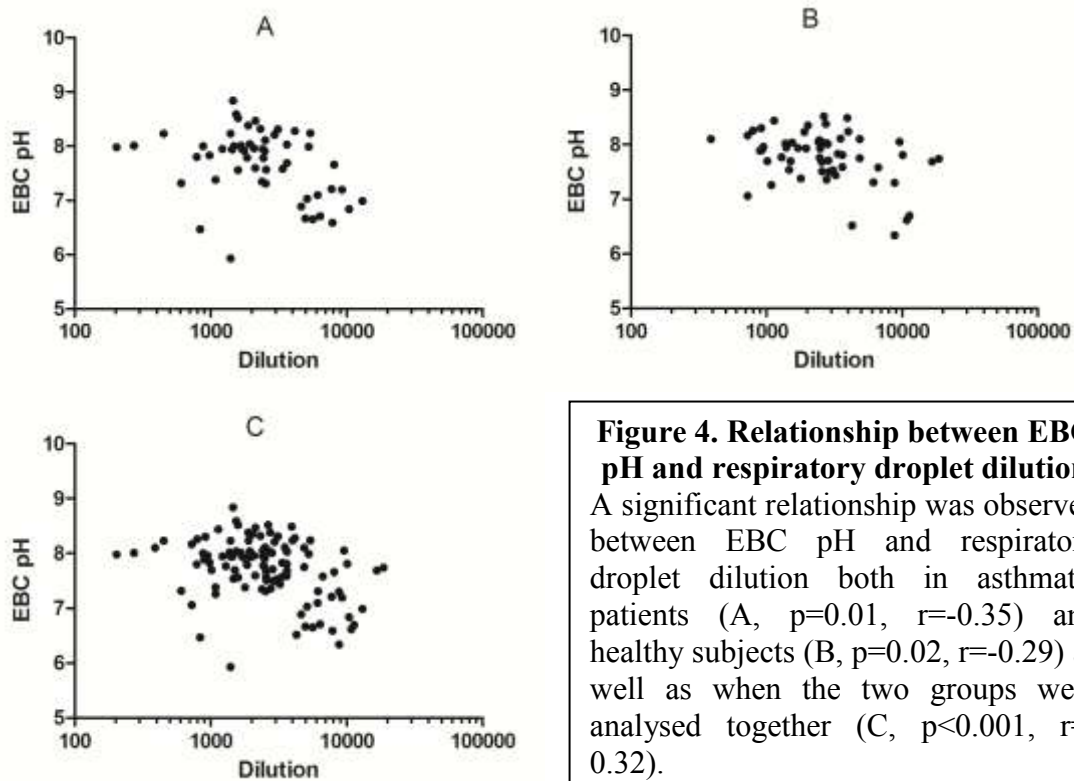 A
10
9
8
7
6
5
EBC pH
100
1000
10000
100000
Dilution
B
10
9
8
7
6
5
EBC pH
100
1000
10000
100000
Dilution
C
10
9
8
7
6
5
EBC pH
100
1000
10000
100000
Dilution
Figure 4. Relationship between EBC
pH and respiratory droplet dilution
A significant relationship was observe
between EBC pH and respirator
droplet dilution both in asthmat
patients (A, p=0.01, r=-0.35) an
healthy subjects (B, p=0.02, r=-0.29)
well as when the two groups we
analysed together (C, p<0.001, r=
0.32).